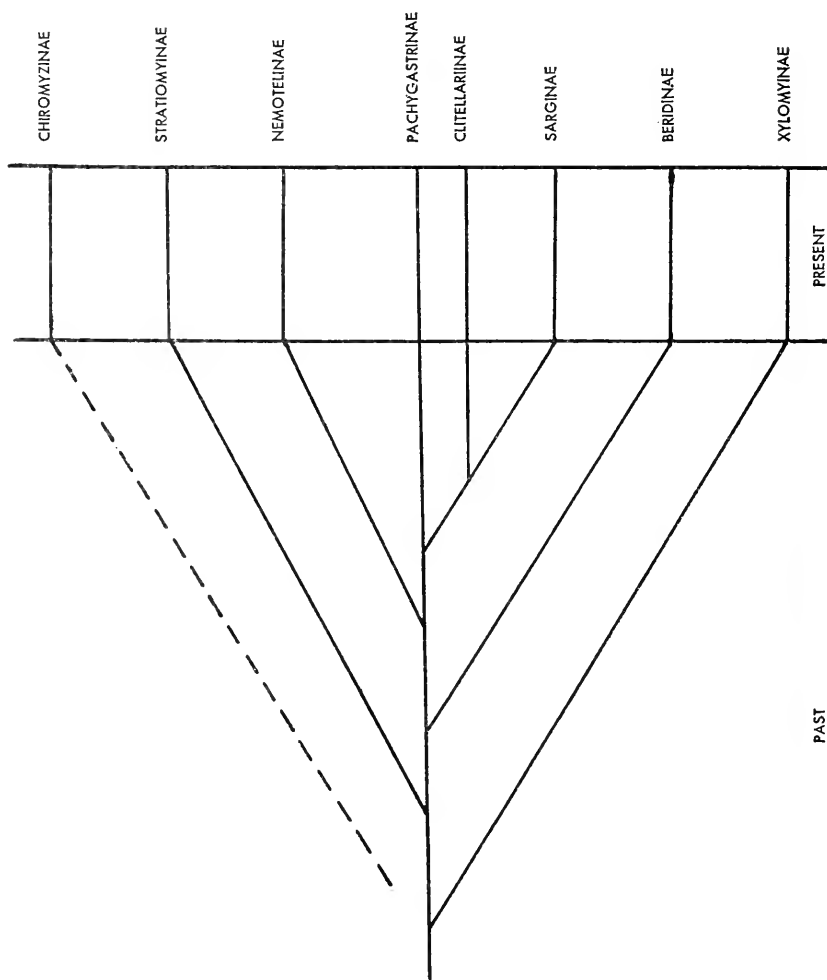 CHIROMYZINAE
STRATIOMYINAE
NEMOTELINAE
PACHYGASTRINAE
CLITELLARIINAE
SARGINAE
BERIDINAE
XYLOMYINAE
PRESENT
PAST